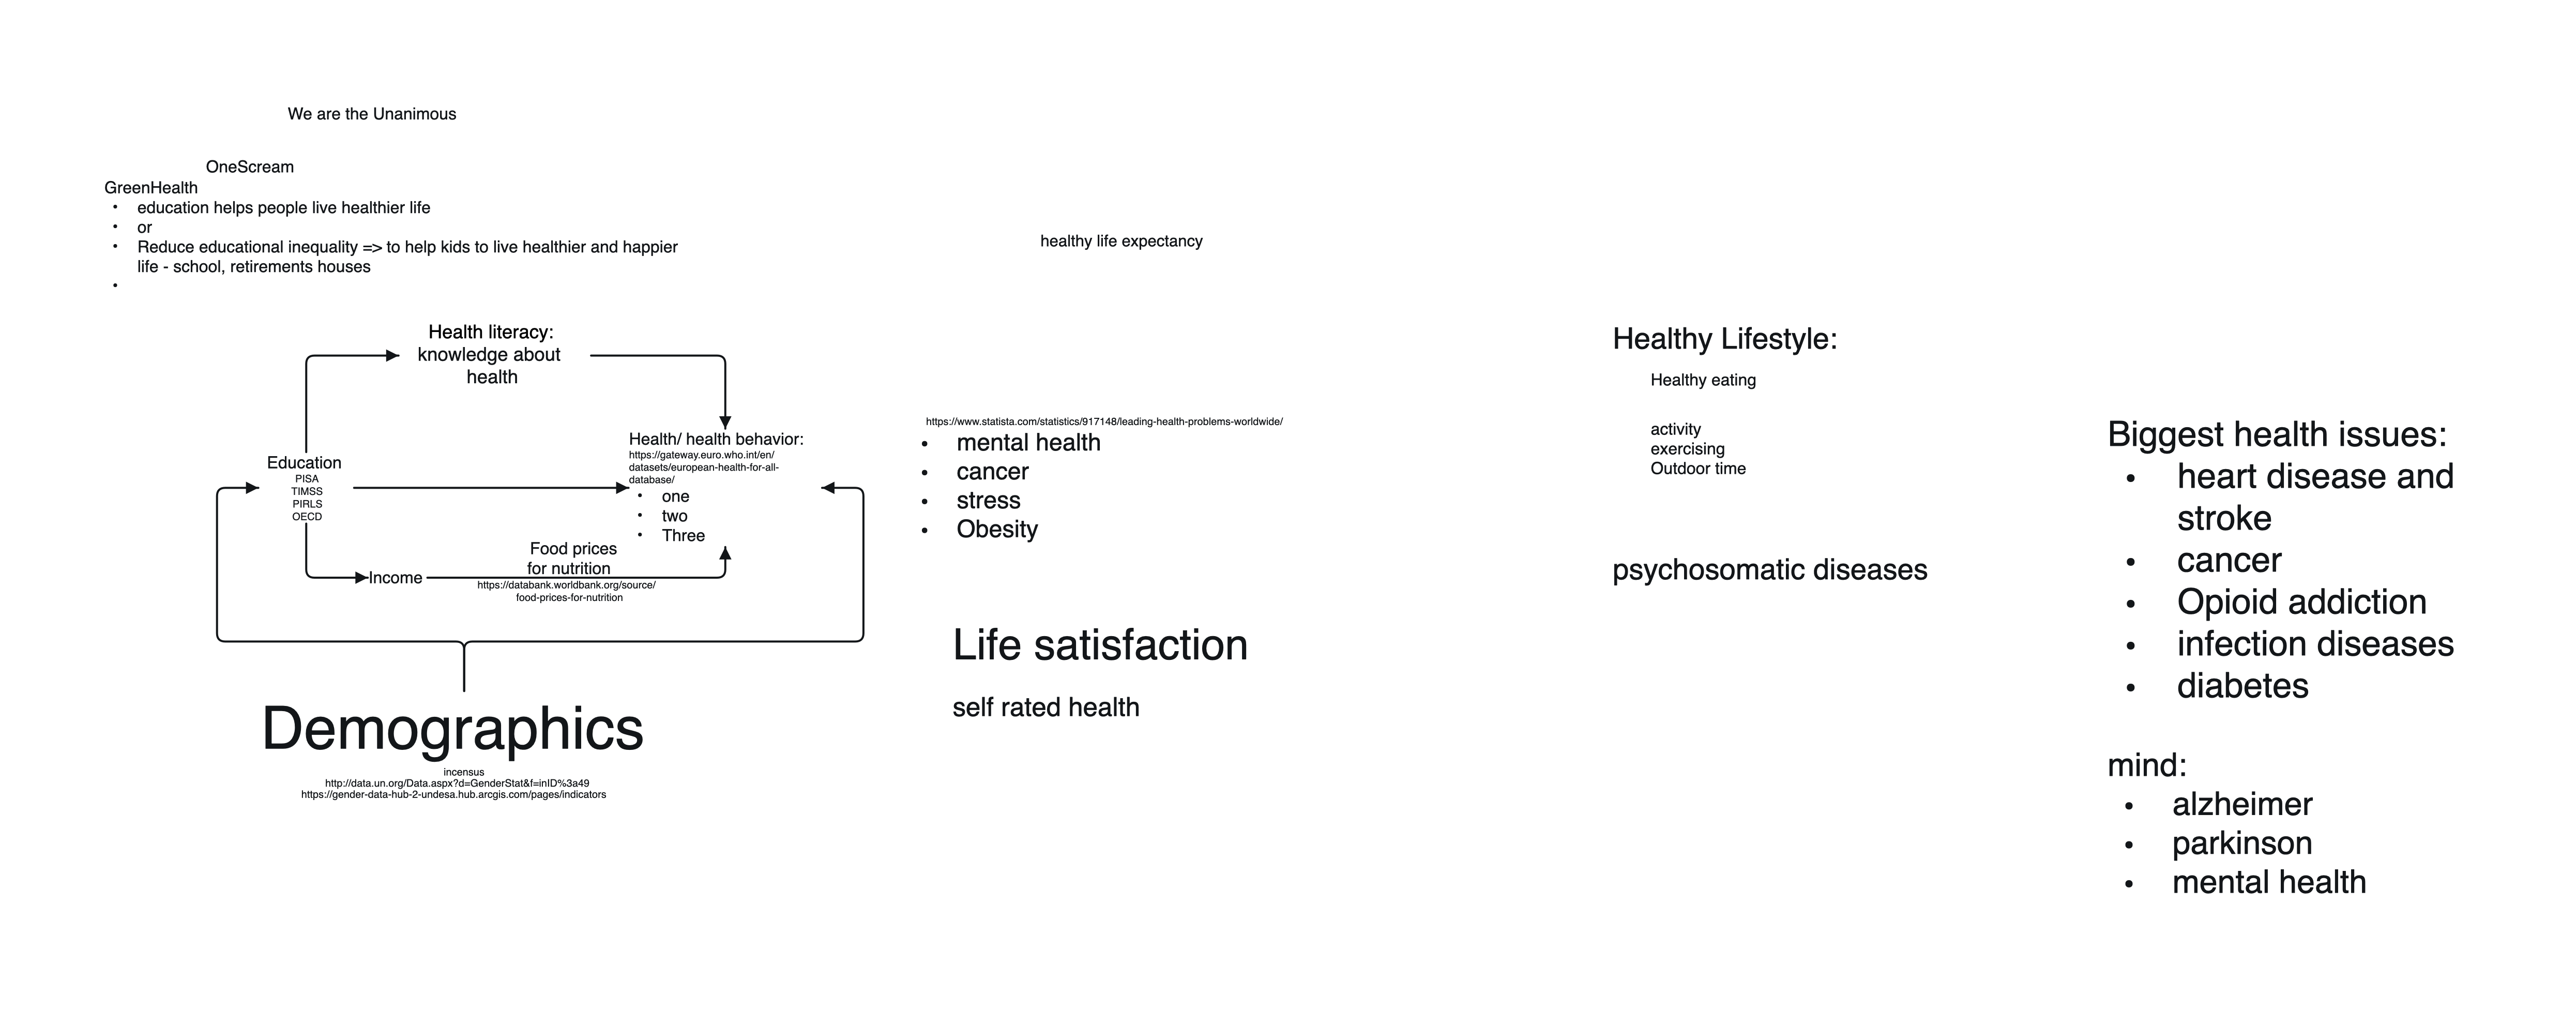 We are the Unanimous
OneScream
GreenHealth
• education helps people live healthier life
• or
• Reduce educational inequality => to help kids to live healthier and happier
life - school, retirements houses
•
healthy life expectancy
Health literacy:
knowledge about
health
Education
PISA
TIMSS
PIRLS
OECD
Health/ health behavior:
https://gateway.euro.who.int/en/
datasets/european-health-for-all-
database/
• one
• two
• Three
Income
Food prices
for nutrition
https://databank.worldbank.org/source/
food-prices-for-nutrition
Demographics
incensus
http://data.un.org/Data.aspx?d=GenderStat&f=inID%3a49
https://gender-data-hub-2-undesa.hub.arcgis.com/pages/indicators
https://www.statista.com/statistics/917148/leading-health-problems-worldwide/
• mental health
• cancer
• stress
• Obesity
Life satisfaction
self rated health
Healthy Lifestyle:
Healthy eating
activity
exercising
Outdoor time
psychosomatic diseases
Biggest health issues:
• heart disease and
stroke
• cancer
• Opioid addiction
• infection diseases
• diabetes
mind:
• alzheimer
• parkinson
• mental health